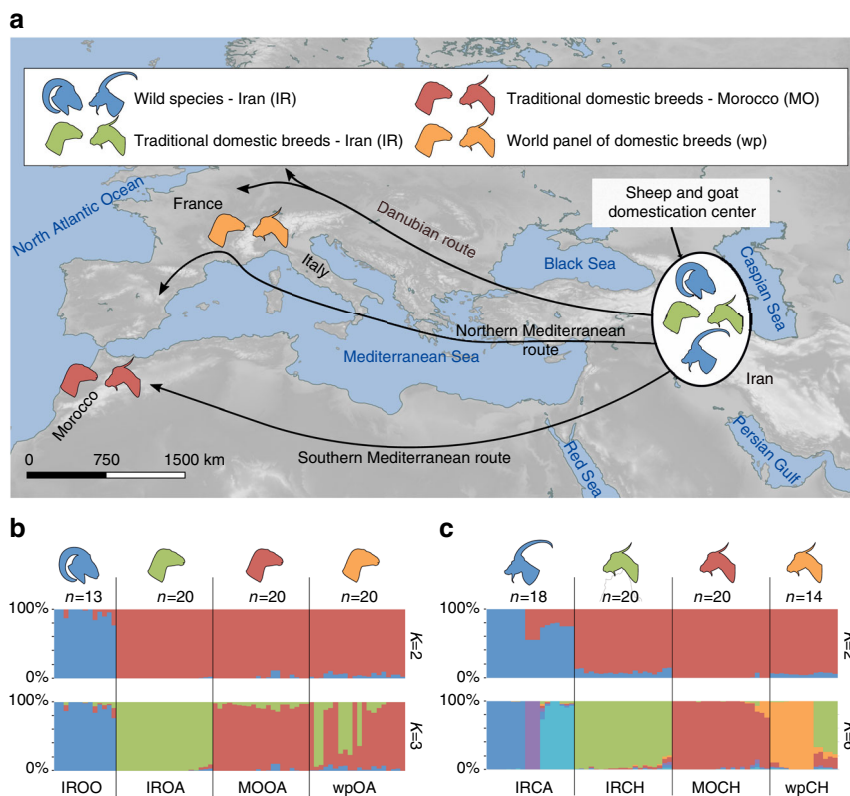 a
Wild species - Iran (IR)
Traditional domestic breeds - Morocco (MO)
Traditional domestic breeds - Iran (IR)
World panel of domestic breeds (wp)
North Atlantic Ocean
France
Danubian route
Sheep and goat
domestication center
Italy
Black Sea
Caspian Sea
Northern Mediterranean
route
Mediterranean Sea
Iran
Morocco
0 750 1500 km
Southern Mediterranean route
Red Sea
Persian Gulf
b
n=13 n=20 n=20 n=20
100%
0%
K=2
100%
0%
K=3
IROO IROA MOOA wpOA
c
n=18 n=20 n=20 n=14
100%
0%
K=2
100%
0%
K=6
IRCA IRCH MOCH wpCH